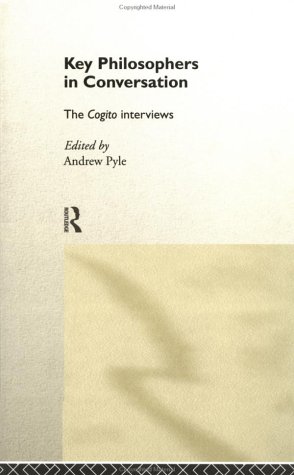 Copyrighted Material
Key Philosophers
in Conversation
The Cogito interviews
Edited by
Andrew Pyle
ROUTLEDGE